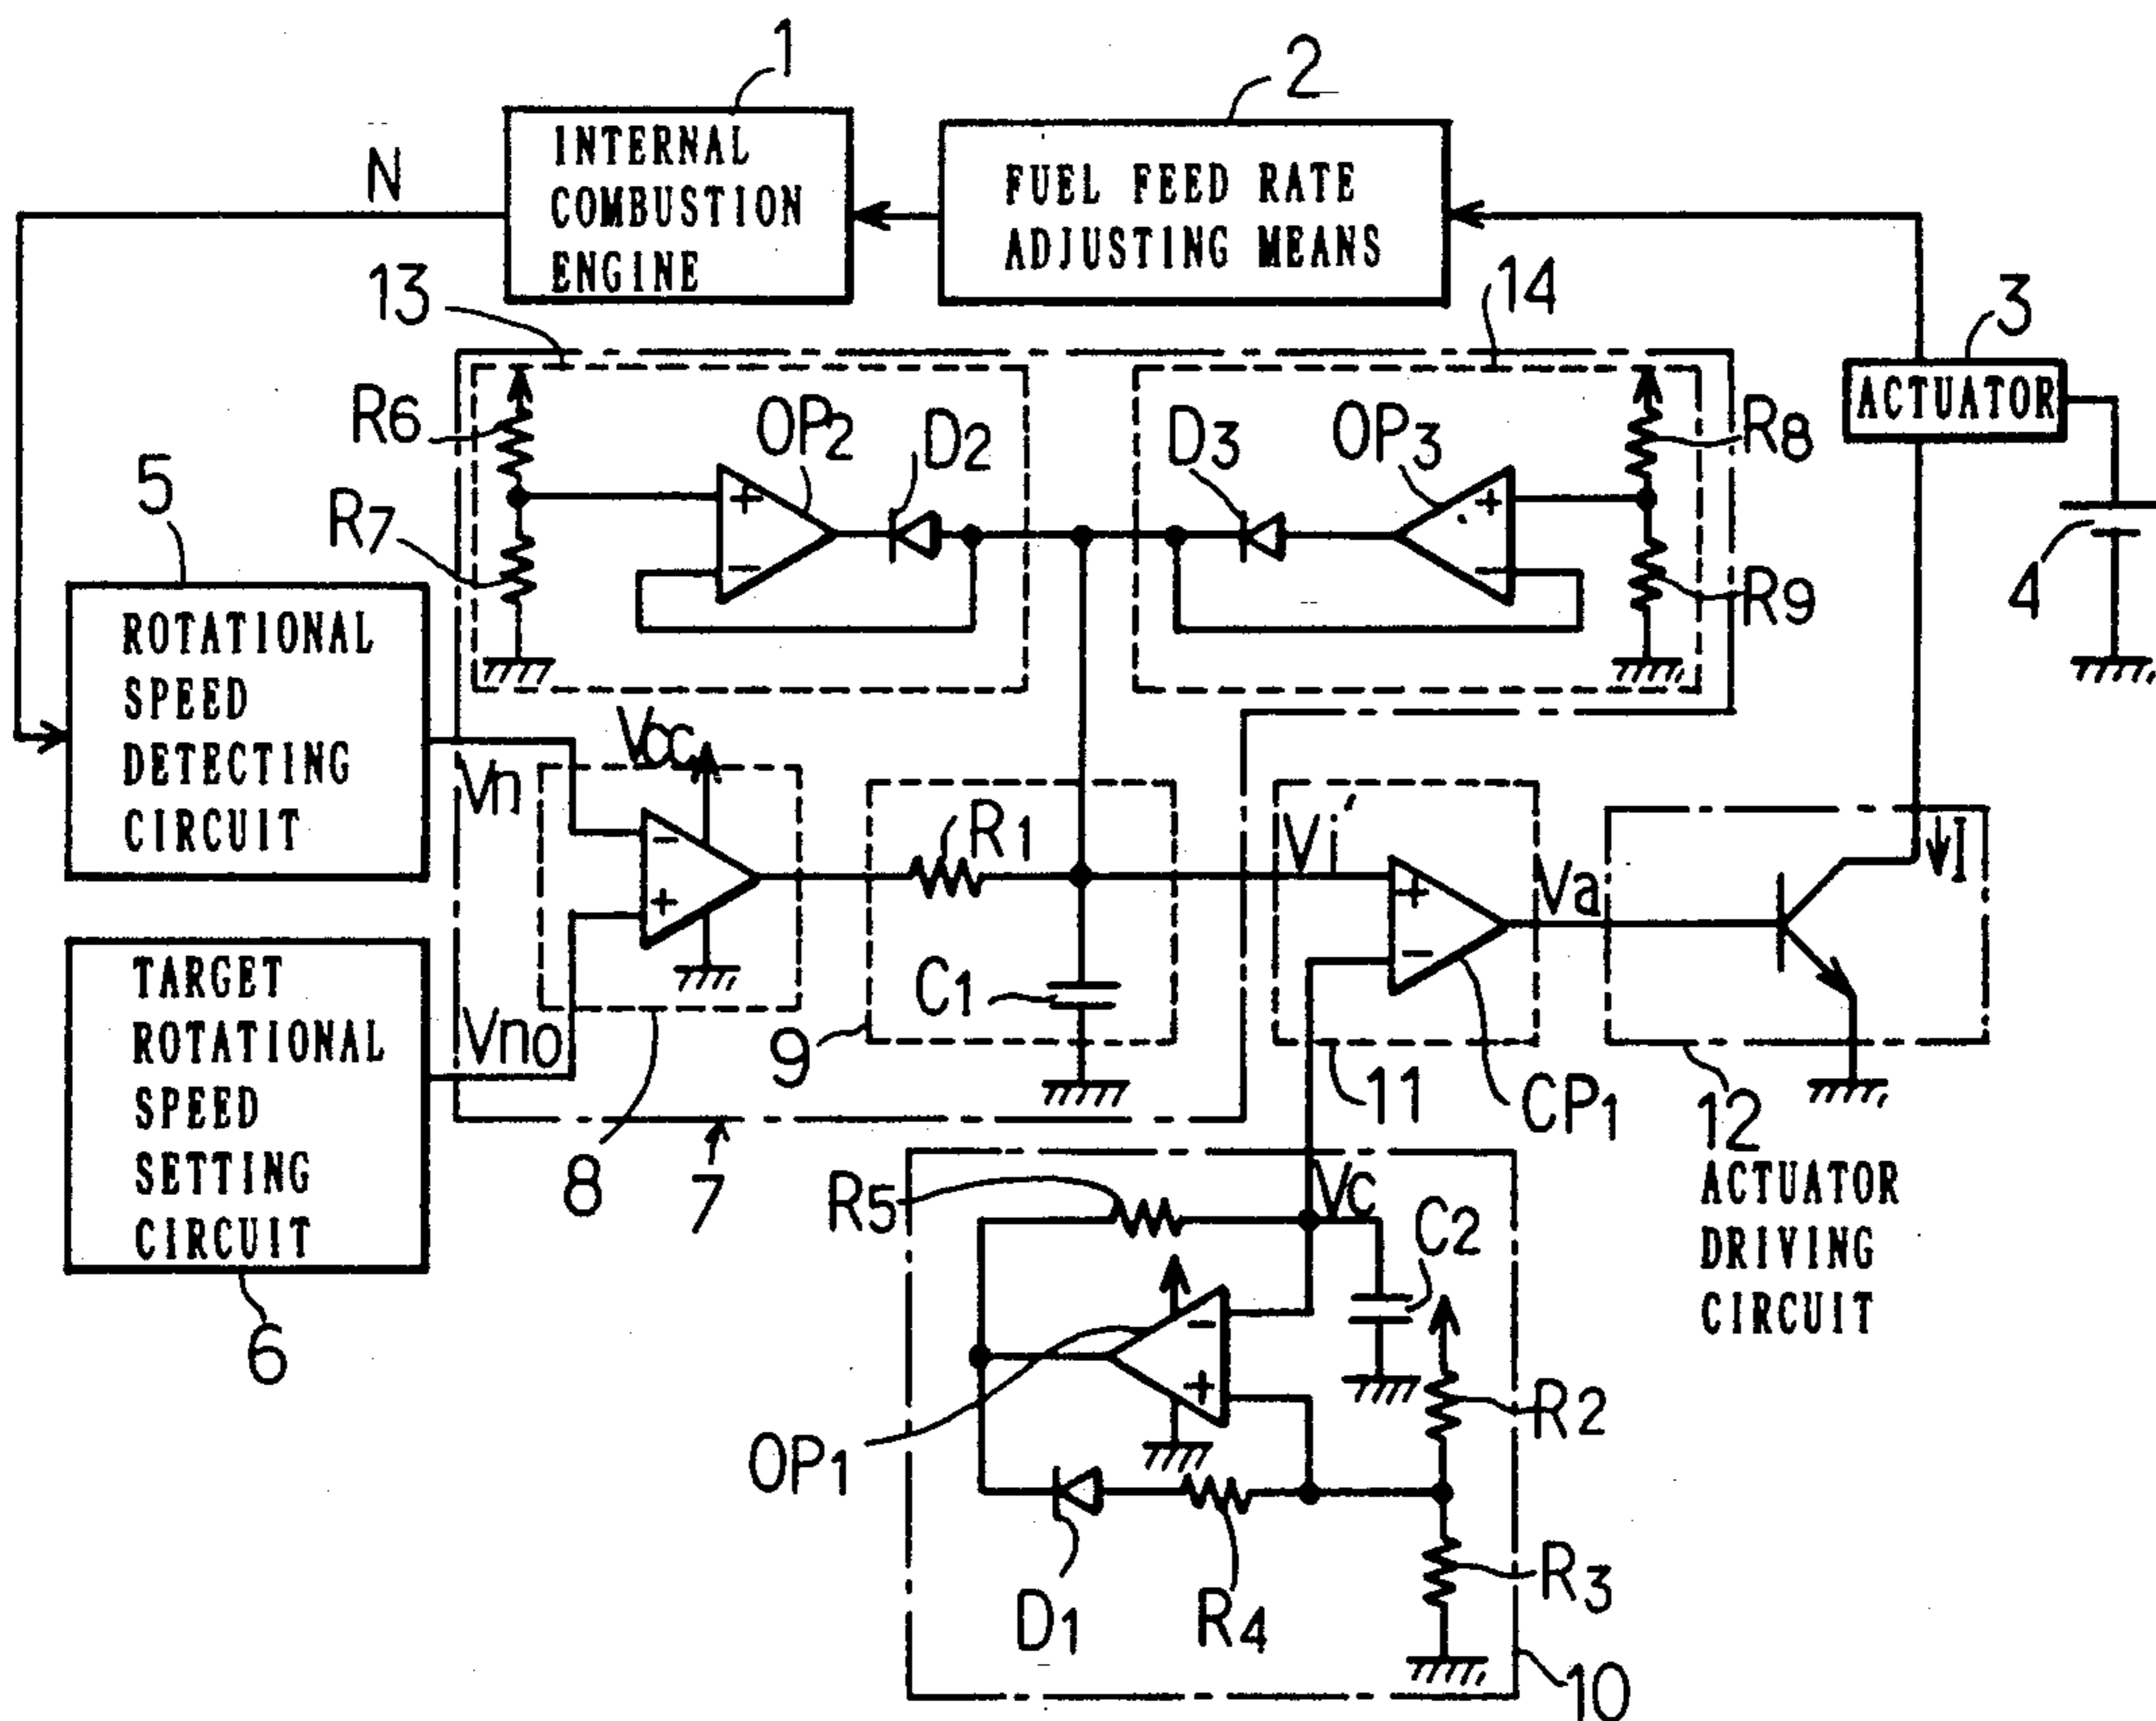 1
2
N
INTERNAL
COMBUSTION
ENGINE
FUEL FEED RATE
ADJUSTING MEANS
13
14
3
ACTUATOR
R6
OP2
D2
D3
OP3
R8
R7
R9
4
5
ROTATIONAL
SPEED
DETECTING
CIRCUIT
Vcc
Vn
+
−
+
−
−
+
R1
Vi′
+
−
Va
↓I
C1
9
Vno
TARGET
ROTATIONAL
SPEED
SETTING
CIRCUIT
6
8
7
11
CP1
12
ACTUATOR
DRIVING
CIRCUIT
R5
Vc
C2
−
+
OP1
R2
D1
R4
R3
10